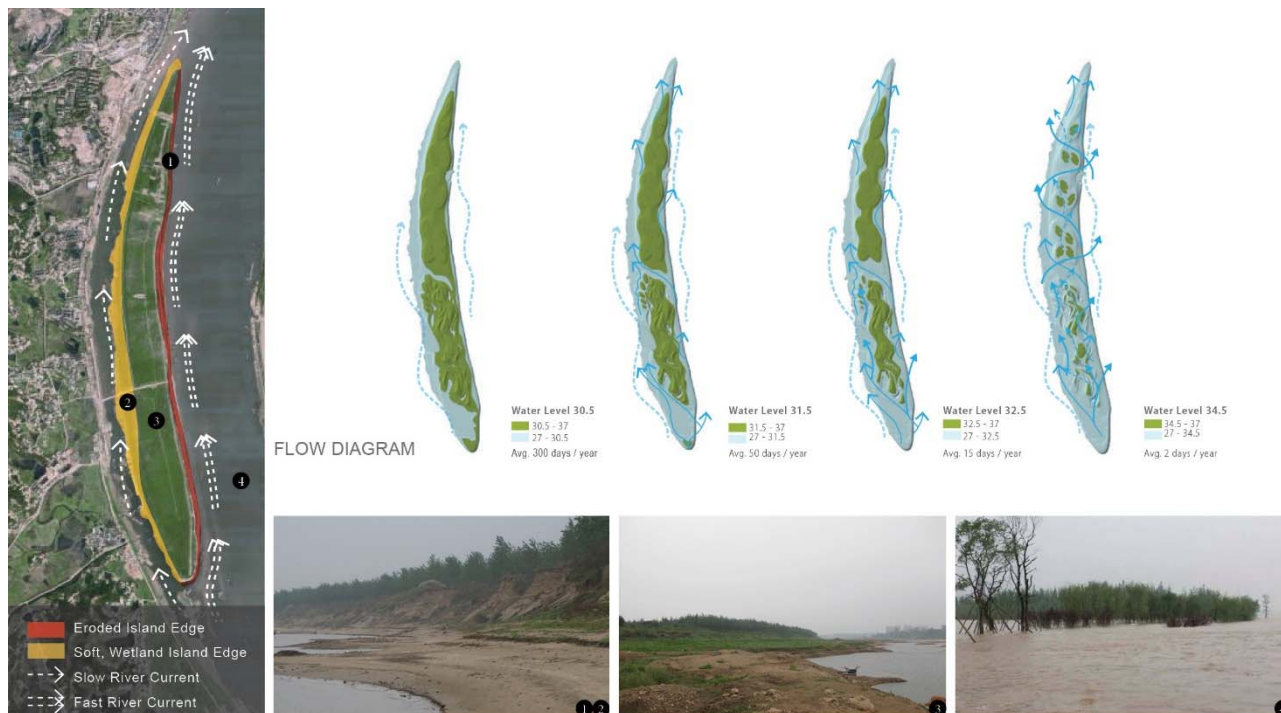 1
2
3
4
Eroded Island Edge
Soft, Wetland Island Edge
Slow River Current
Fast River Current
FLOW DIAGRAM
Water Level 30.5
30.5 - 37
27 - 30.5
Avg. 300 days / year
Water Level 31.5
31.5 - 37
27 - 31.5
Avg. 50 days / year
Water Level 32.5
32.5 - 37
27 - 32.5
Avg. 15 days / year
Water Level 34.5
34.5 - 37
27 - 34.5
Avg. 2 days / year
1 2
3